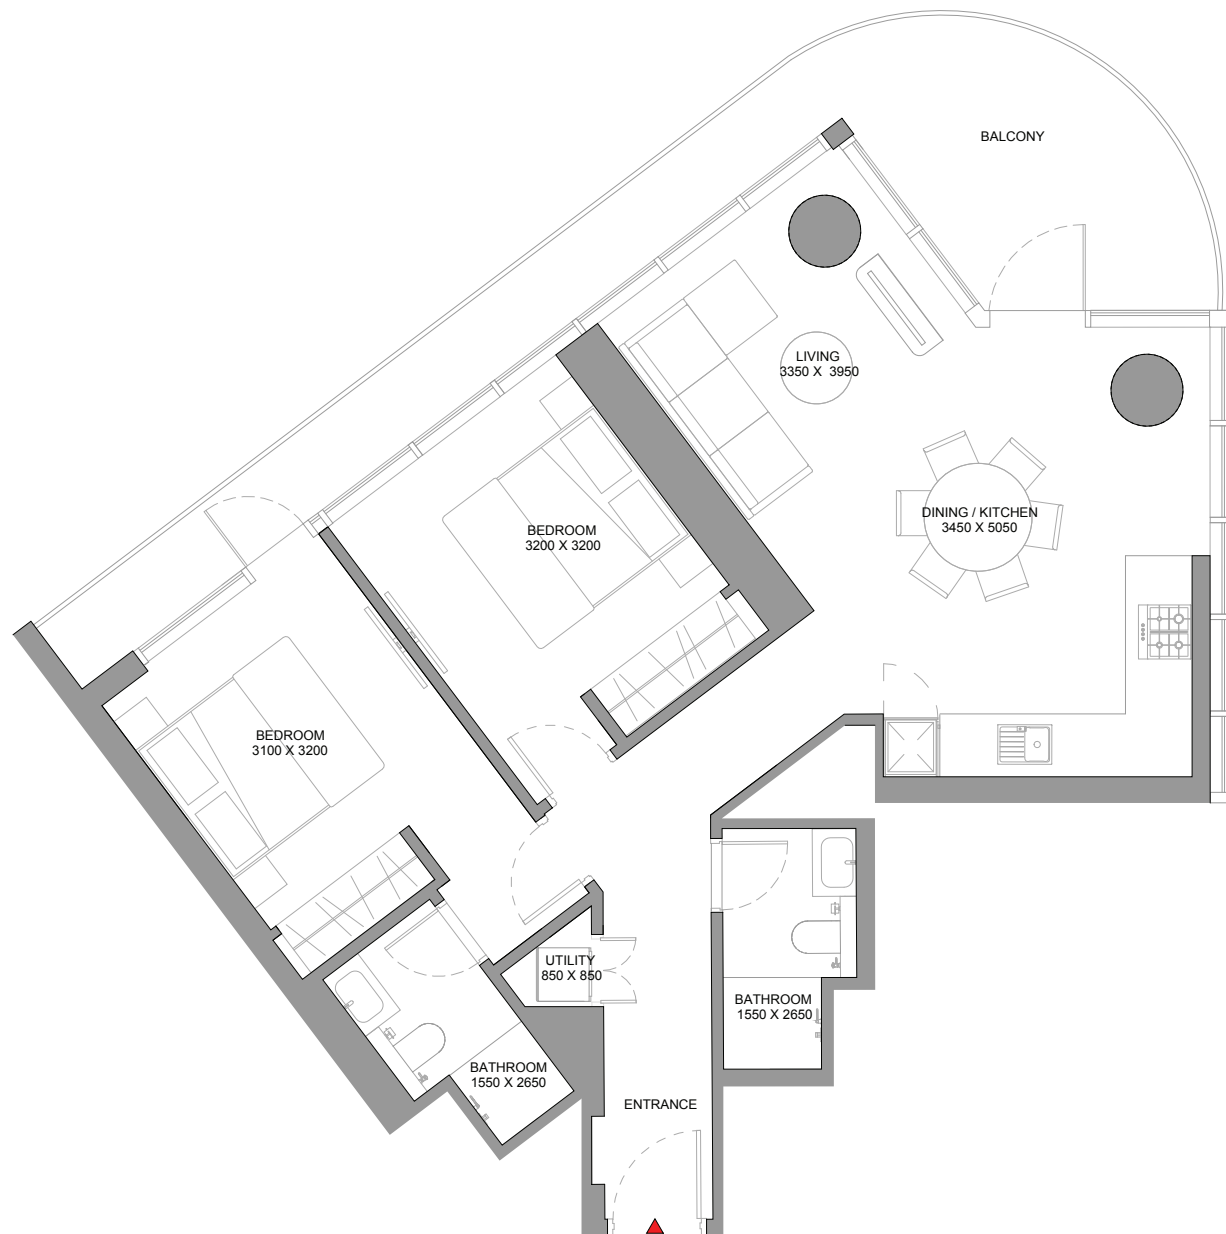 BALCONY
LIVING
3350 X 3950
DINING / KITCHEN
3450 X 5050
BEDROOM
3200 X 3200
BEDROOM
3100 X 3200
UTILITY
850 X 850
BATHROOM
1550 X 2650
BATHROOM
1550 X 2650
ENTRANCE